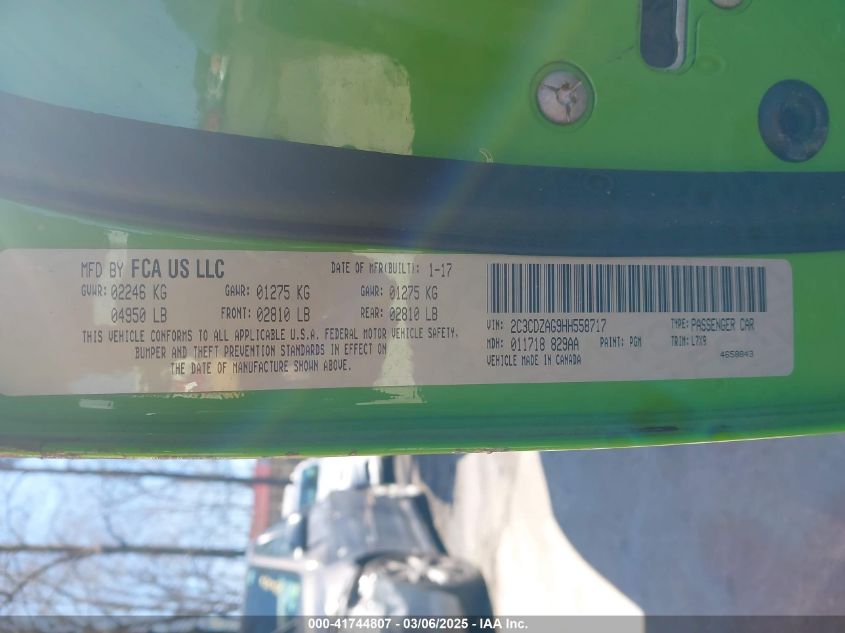 MFD BY FCA US LLC DATE OF MFR(BUILT): 1-17
GVWR: 02246 KG GAWR: 01275 KG GAWR: 01275 KG
04950 LB FRONT: 02810 LB REAR: 02810 LB
THIS VEHICLE CONFORMS TO ALL APPLICABLE U.S.A. FEDERAL MOTOR VEHICLE SAFETY,
BUMPER AND THEFT PREVENTION STANDARDS IN EFFECT ON
THE DATE OF MANUFACTURE SHOWN ABOVE.
VIN: 2C3CDZAG9HH558717 TYPE: PASSENGER CAR
MDH: 011718 829AA PAINT: PGM TRIM: L7X9
VEHICLE MADE IN CANADA 4658843
000-41744807 - 03/06/2025 - IAA Inc.